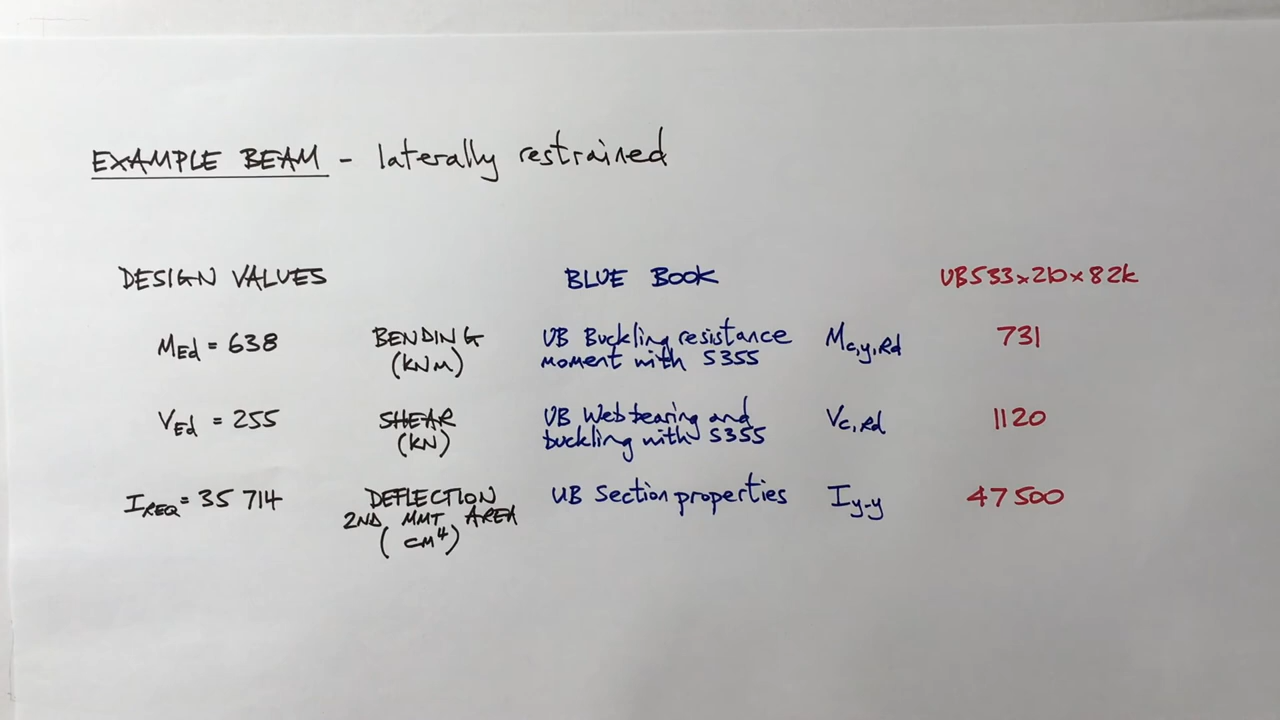 EXAMPLE BEAM - laterally restrained
DESIGN VALUES BLUE BOOK UB533x210x82k
MEd = 638 BENDING (KNM) UB Buckling resistance moment with S355 Mc,y,Rd 731
VEd = 255 SHEAR (KN) UB Web bearing and buckling with S355 Vc,Rd 1120
IREQ = 35 714 DEFLECTION 2ND MMT AREA (CM⁴) UB Section properties Iy-y 47500